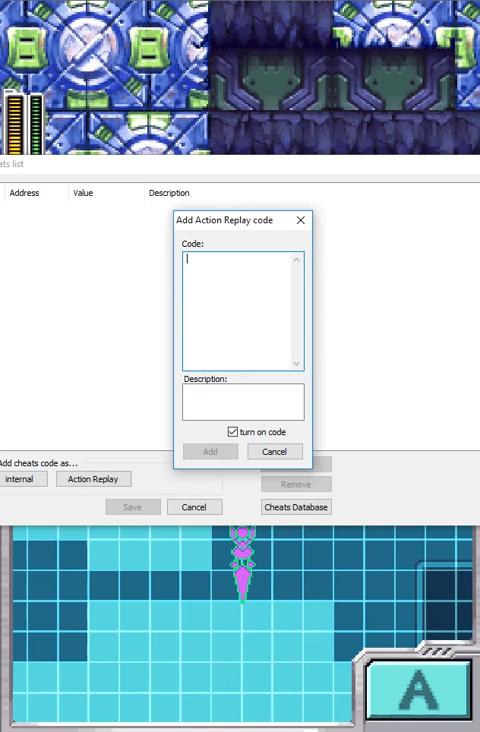 ats list
Address Value Description
Add Action Replay code
Code:
Description:
turn on code
Add Cancel
Add cheats code as...
internal Action Replay
Remove
Save Cancel Cheats Database
A